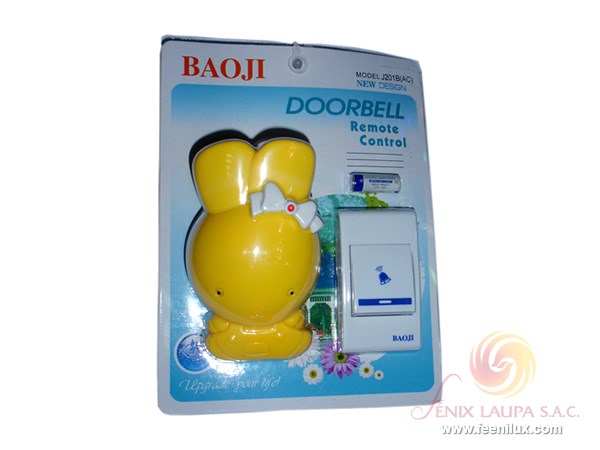 BAOJI
MODEL J201B(AC)
NEW DESIGN
DOORBELL
Remote
Control
BAOJI
Upgrade your life!
FENIX LAUPA S.A.C.
www.feenilux.com